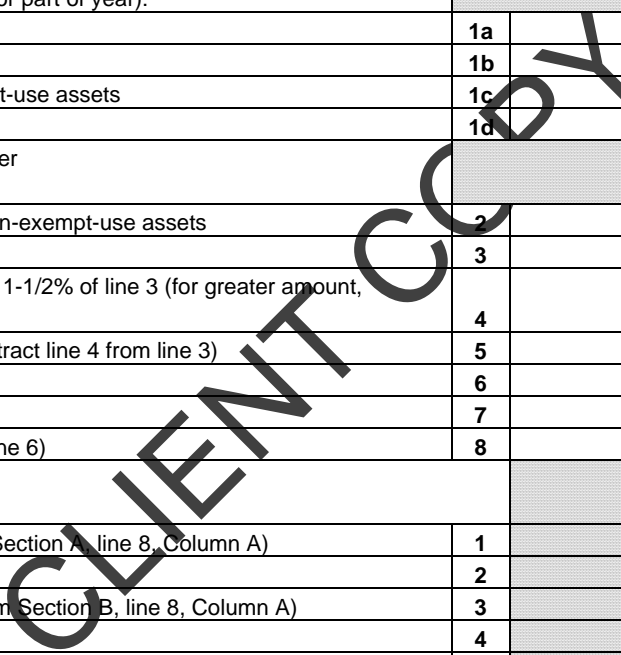 or part of year):
1a
1b
t-use assets 1c
1d
er
n-exempt-use assets 2
3
1-1/2% of line 3 (for greater amount,
4
tract line 4 from line 3) 5
6
7
ne 6) 8
Section A, line 8, Column A) 1
2
m Section B, line 8, Column A) 3
4
CLIENT COPY